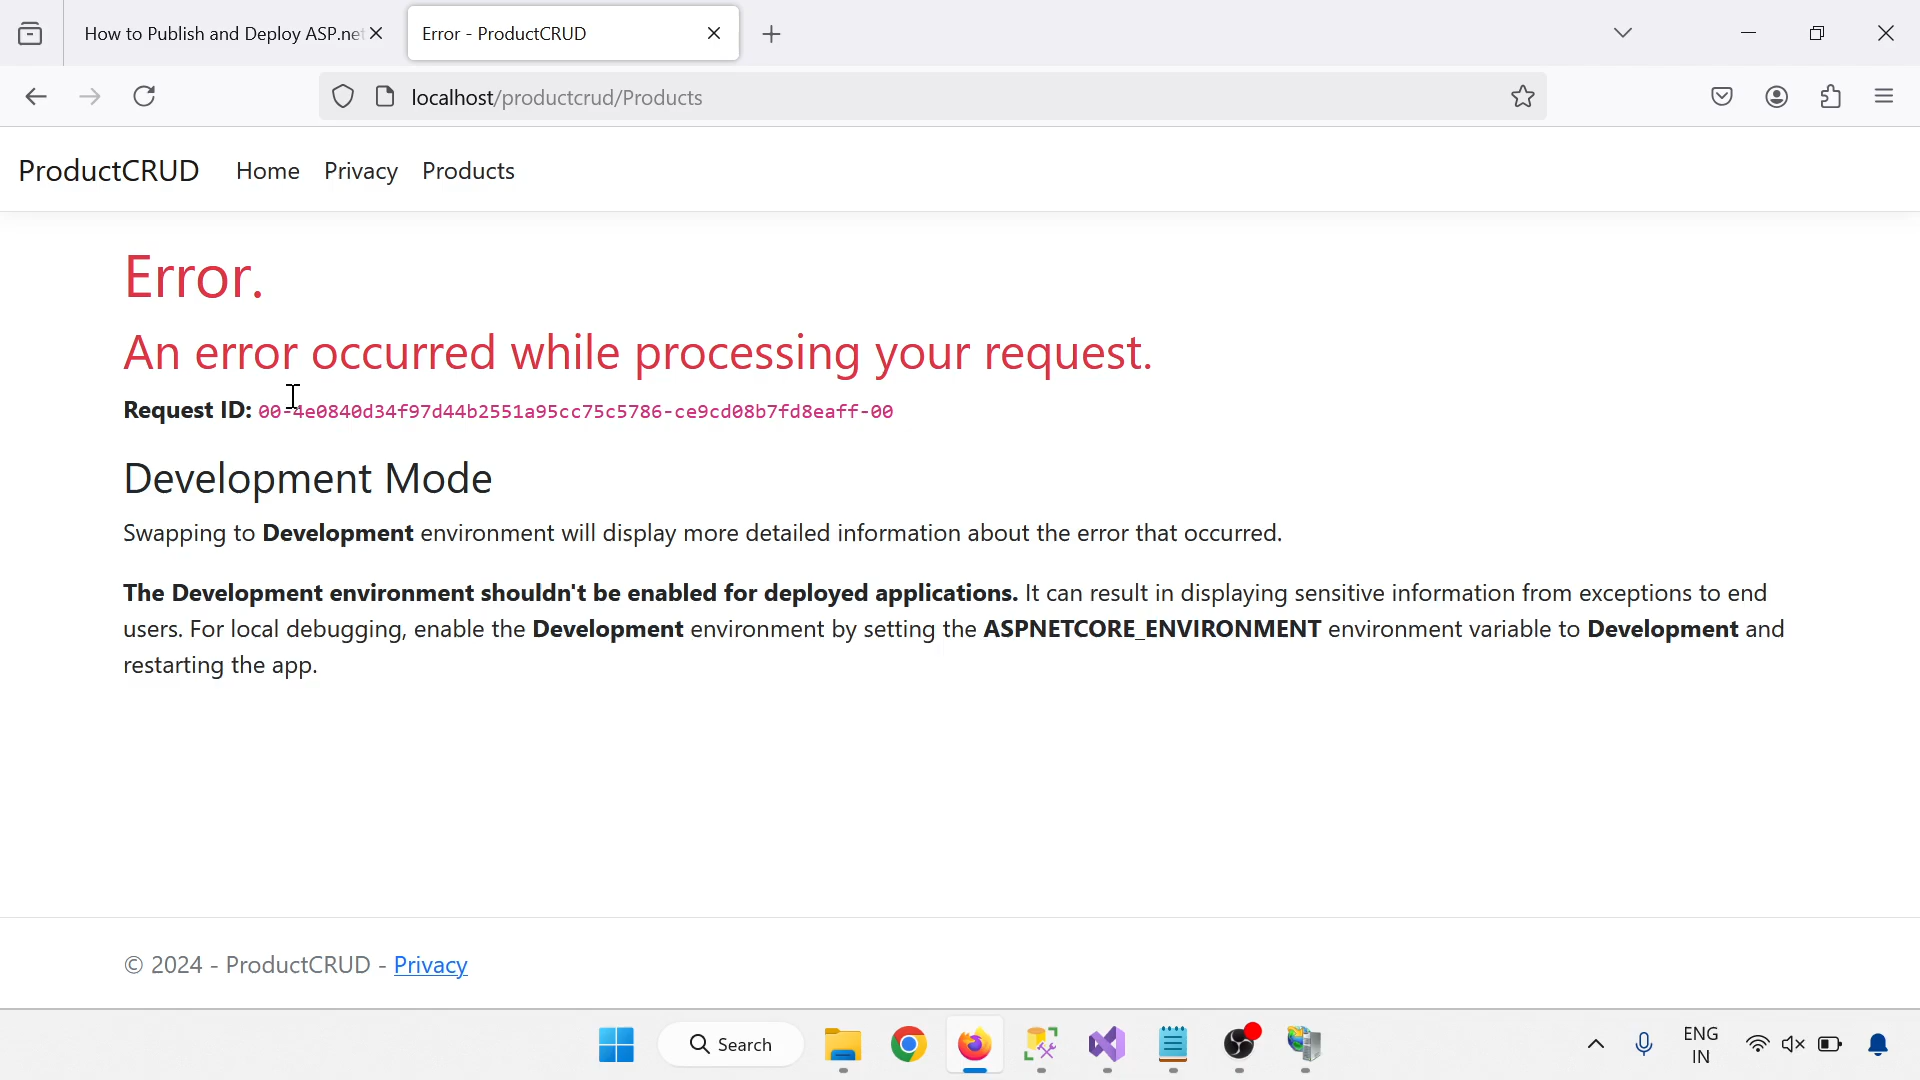 How to Publish and Deploy ASP.net
Error - ProductCRUD
localhost/productcrud/Products
ProductCRUD Home Privacy Products
Error.
An error occurred while processing your request.
Request ID: 00-4e0840d34f97d44b2551a95cc75c5786-ce9cd08b7fd8eaff-00
Development Mode
Swapping to Development environment will display more detailed information about the error that occurred.
The Development environment shouldn't be enabled for deployed applications. It can result in displaying sensitive information from exceptions to end
users. For local debugging, enable the Development environment by setting the ASPNETCORE_ENVIRONMENT environment variable to Development and
restarting the app.
© 2024 - ProductCRUD - Privacy
Search
ENG
IN